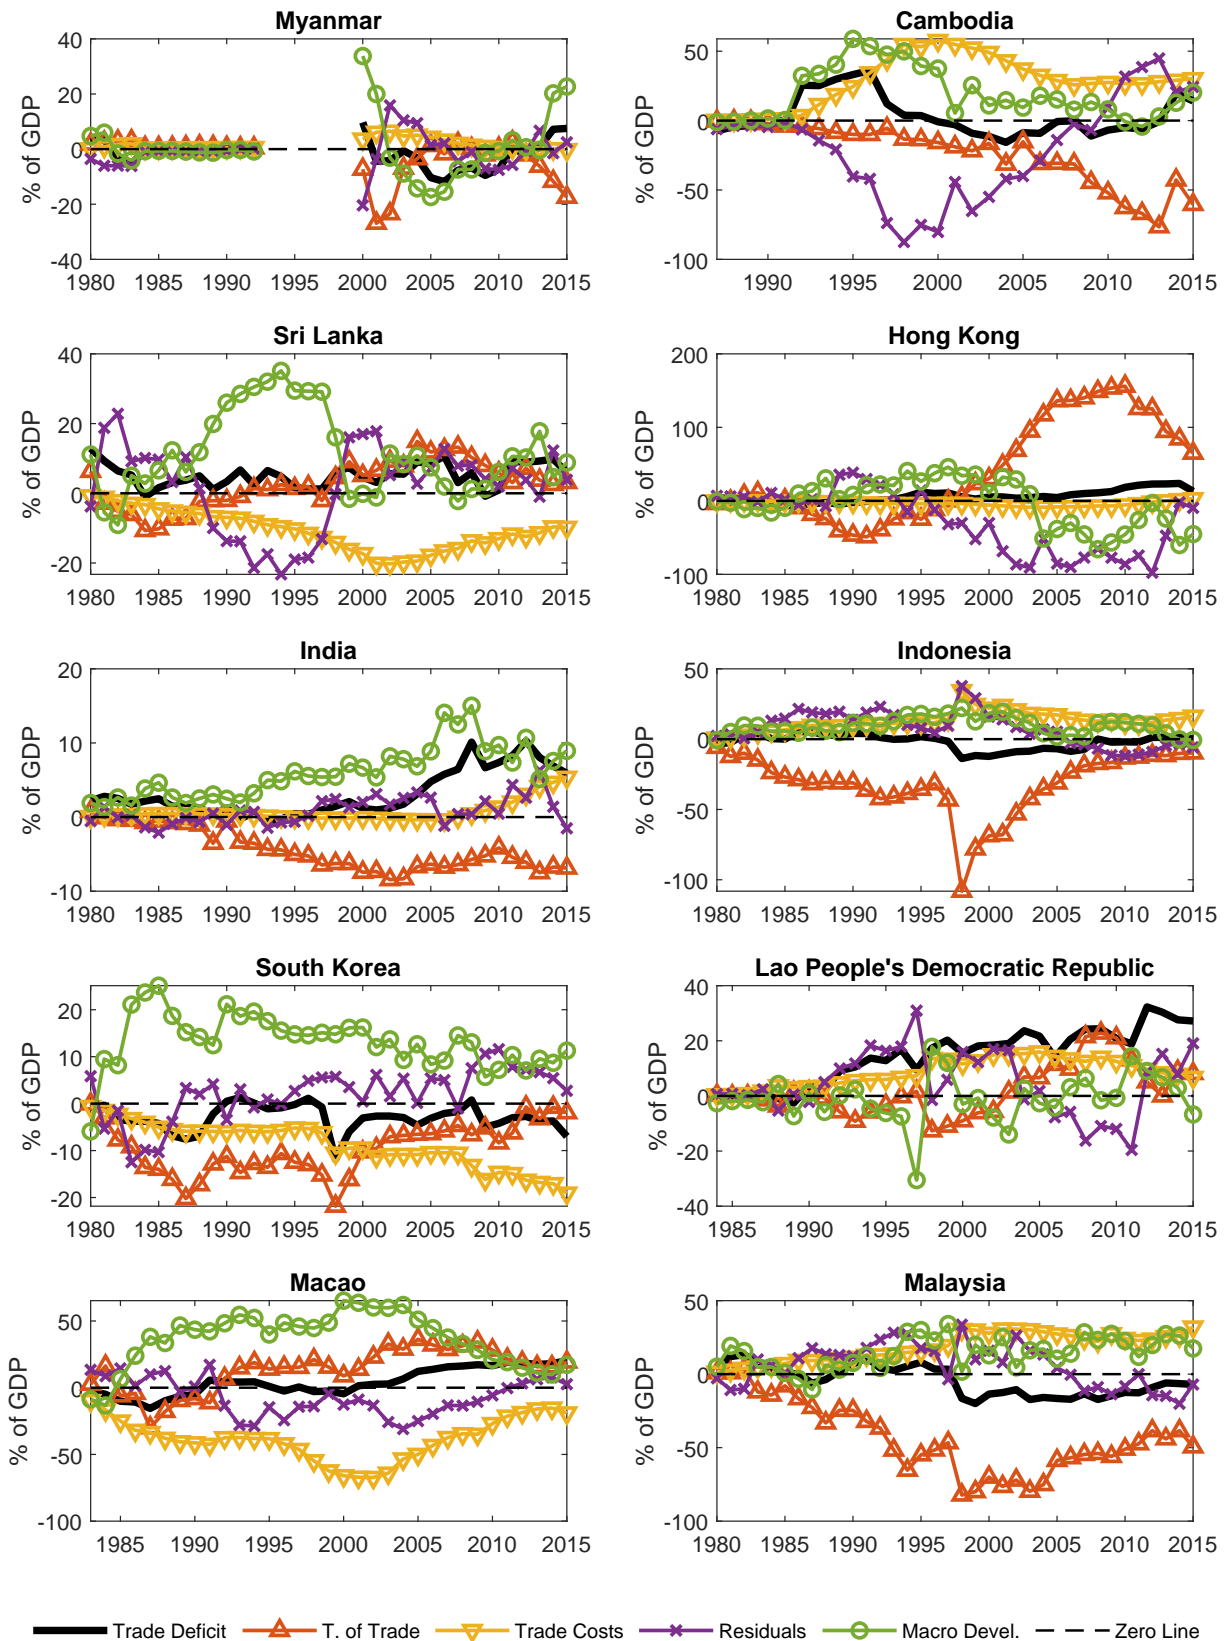 Myanmar
% of GDP
40
20
0
-20
-40
1980 1985 1990 1995 2000 2005 2010 2015
Cambodia
% of GDP
50
0
-50
-100
1990 1995 2000 2005 2010 2015
Sri Lanka
% of GDP
40
20
0
-20
1980 1985 1990 1995 2000 2005 2010 2015
Hong Kong
% of GDP
200
100
0
-100
1980 1985 1990 1995 2000 2005 2010 2015
India
% of GDP
20
10
0
-10
1980 1985 1990 1995 2000 2005 2010 2015
Indonesia
% of GDP
50
0
-50
-100
1980 1985 1990 1995 2000 2005 2010 2015
South Korea
% of GDP
20
10
0
-10
-20
1980 1985 1990 1995 2000 2005 2010 2015
Lao People's Democratic Republic
% of GDP
40
20
0
-20
-40
1985 1990 1995 2000 2005 2010 2015
Macao
% of GDP
50
0
-50
-100
1985 1990 1995 2000 2005 2010 2015
Malaysia
% of GDP
50
0
-50
-100
1980 1985 1990 1995 2000 2005 2010 2015
Trade Deficit T. of Trade Trade Costs Residuals Macro Devel. Zero Line